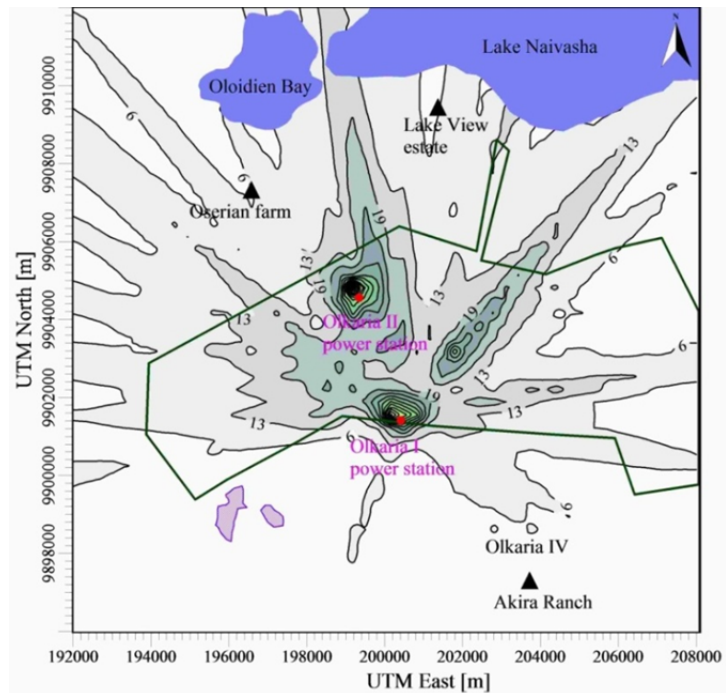 N
Lake Naivasha
Oloidien Bay
Lake View
estate
6
13
6
Oserian farm
19
13
13
19
13
Olkaria II
power station
19
13
6
19
13
13
6
Olkaria I
power station
6
Olkaria IV
Akira Ranch
9910000
9908000
9906000
9904000
9902000
9900000
9898000
UTM North [m]
192000 194000 196000 198000 200000 202000 204000 206000 208000
UTM East [m]